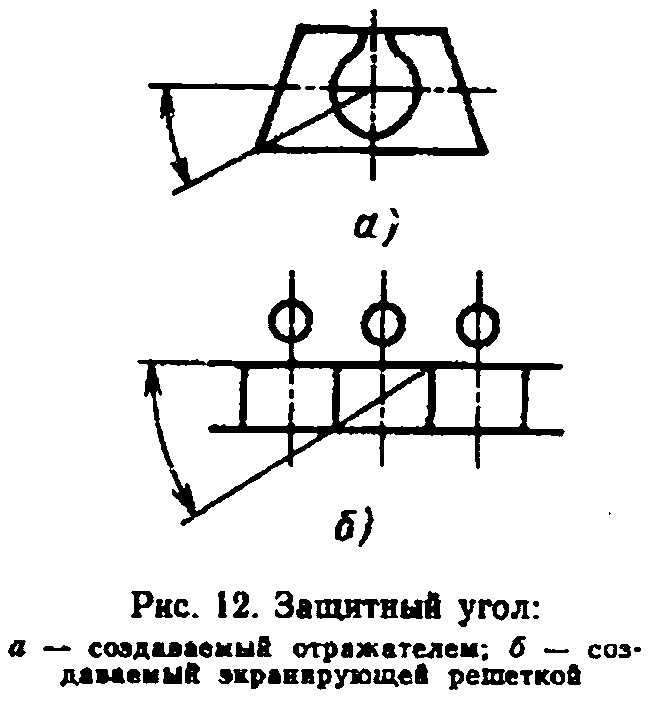 а)
б)
Рис. 12. Защитный угол:
а — создаваемый отражателем; б — соз-
даваемый экранирующей решеткой